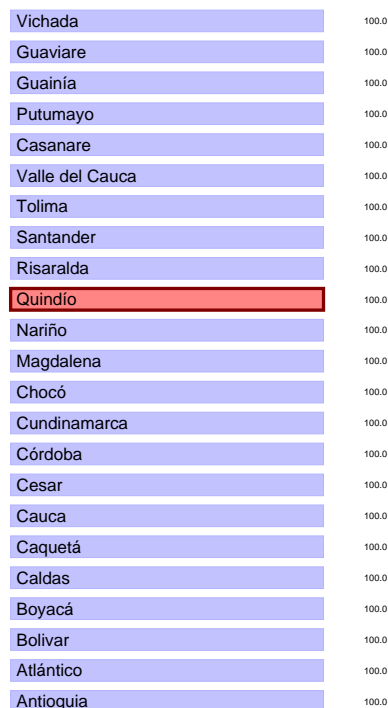 Vichada 100.0
Guaviare 100.0
Guainía 100.0
Putumayo 100.0
Casanare 100.0
Valle del Cauca 100.0
Tolima 100.0
Santander 100.0
Risaralda 100.0
Quindío 100.0
Nariño 100.0
Magdalena 100.0
Chocó 100.0
Cundinamarca 100.0
Córdoba 100.0
Cesar 100.0
Cauca 100.0
Caquetá 100.0
Caldas 100.0
Boyacá 100.0
Bolivar 100.0
Atlántico 100.0
Antioquia 100.0